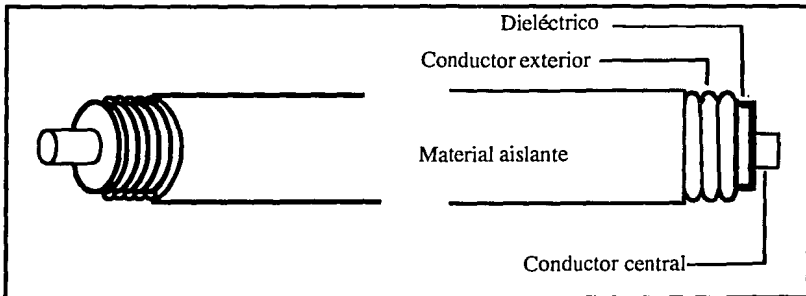 Dieléctrico
Conductor exterior
Material aislante
Conductor central